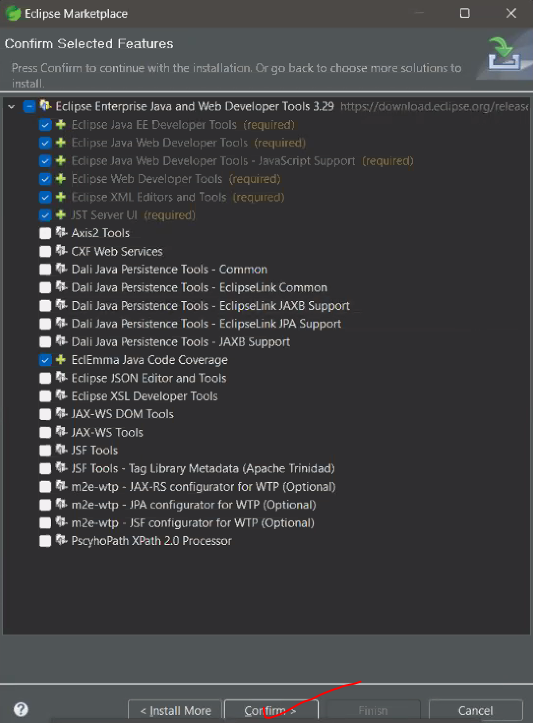 Eclipse Marketplace
Confirm Selected Features
Press Confirm to continue with the installation. Or go back to choose more solutions to
install.
Eclipse Enterprise Java and Web Developer Tools 3.29 https://download.eclipse.org/release
Eclipse Java EE Developer Tools (required)
Eclipse Java Web Developer Tools (required)
Eclipse Java Web Developer Tools - JavaScript Support (required)
Eclipse Web Developer Tools (required)
Eclipse XML Editors and Tools (required)
JST Server UI (required)
Axis2 Tools
CXF Web Services
Dali Java Persistence Tools - Common
Dali Java Persistence Tools - EclipseLink Common
Dali Java Persistence Tools - EclipseLink JAXB Support
Dali Java Persistence Tools - EclipseLink JPA Support
Dali Java Persistence Tools - JAXB Support
EclEmma Java Code Coverage
Eclipse JSON Editor and Tools
Eclipse XSL Developer Tools
JAX-WS DOM Tools
JAX-WS Tools
JSF Tools
JSF Tools - Tag Library Metadata (Apache Trinidad)
m2e-wtp - JAX-RS configurator for WTP (Optional)
m2e-wtp - JPA configurator for WTP (Optional)
m2e-wtp - JSF configurator for WTP (Optional)
PscyhoPath XPath 2.0 Processor
< Install More Confirm > Finish Cancel